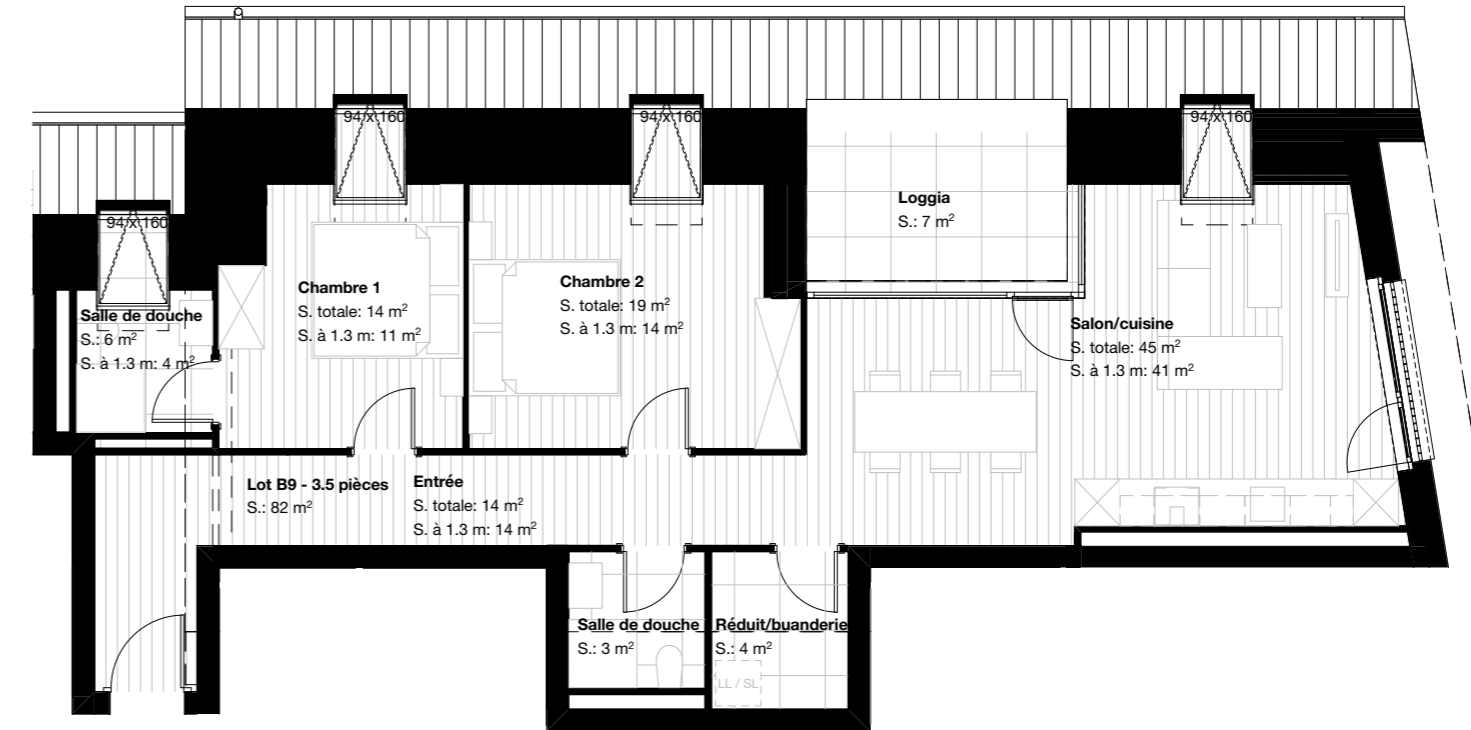 94 x 160
94 x 160
94 x 160
94 x 160
Loggia
S.: 7 m²
Chambre 1
S. totale: 14 m²
S. à 1.3 m: 11 m²
Chambre 2
S. totale: 19 m²
S. à 1.3 m: 14 m²
Salle de douche
S.: 6 m²
S. à 1.3 m: 4 m²
Salon/cuisine
S. totale: 45 m²
S. à 1.3 m: 41 m²
Lot B9 - 3.5 pièces
S.: 82 m²
Entrée
S. totale: 14 m²
S. à 1.3 m: 14 m²
Salle de douche
S.: 3 m²
Réduit/buanderie
S.: 4 m²
LL / SL